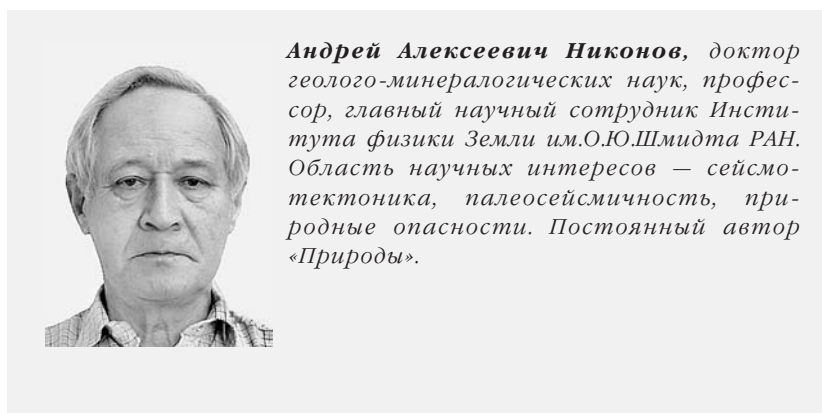 Андрей Алексеевич Никонов, доктор
геолого-минералогических наук, профес-
сор, главный научный сотрудник Инсти-
тута физики Земли им.О.Ю.Шмидта РАН.
Область научных интересов — сейсмо-
тектоника, палеосейсмичность, при-
родные опасности. Постоянный автор
«Природы».